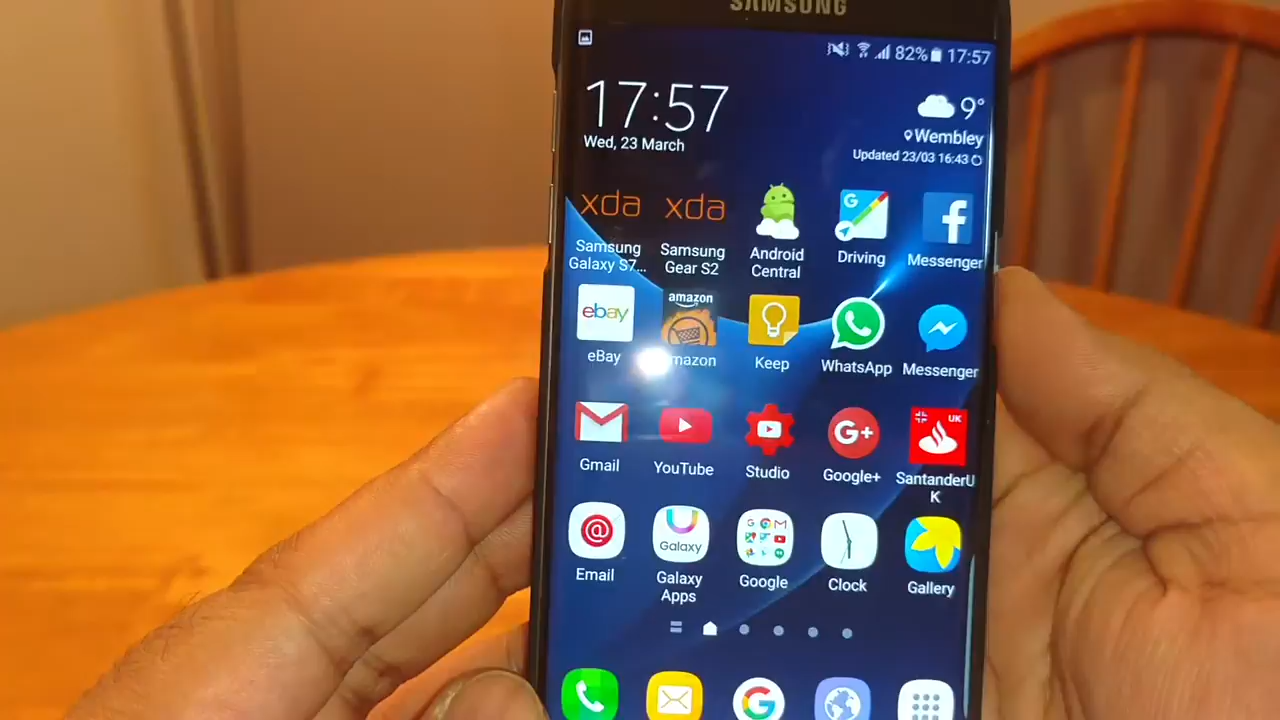 SAMSUNG
82% 17:57
17:57
Wed, 23 March
9°
Wembley
Updated 23/03 16:43
xda
xda
Samsung Galaxy S7...
Samsung Gear S2
Android Central
G
Driving
f
Messenger
ebay
amazon
eBay
mazon
Keep
WhatsApp
Messenger
G+
UK
Gmail
YouTube
Studio
Google+
SantanderU
K
@
Galaxy
Email
Galaxy Apps
Google
Clock
Gallery
G